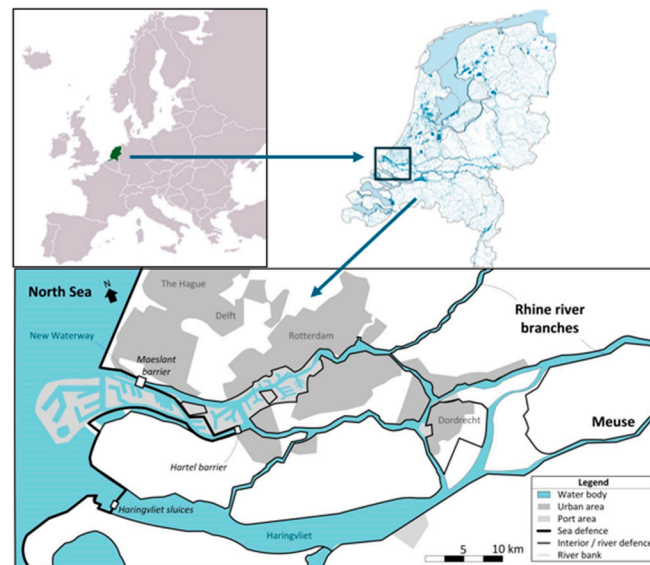 North Sea
N
The Hague
Delft
New Waterway
Rotterdam
Rhine river
branches
Maeslant
barrier
Dordrecht
Meuse
Hartel barrier
Haringvliet sluices
Haringvliet
Legend
Water body
Urban area
Port area
Sea defence
Interior / river defence
River bank
5 10 km